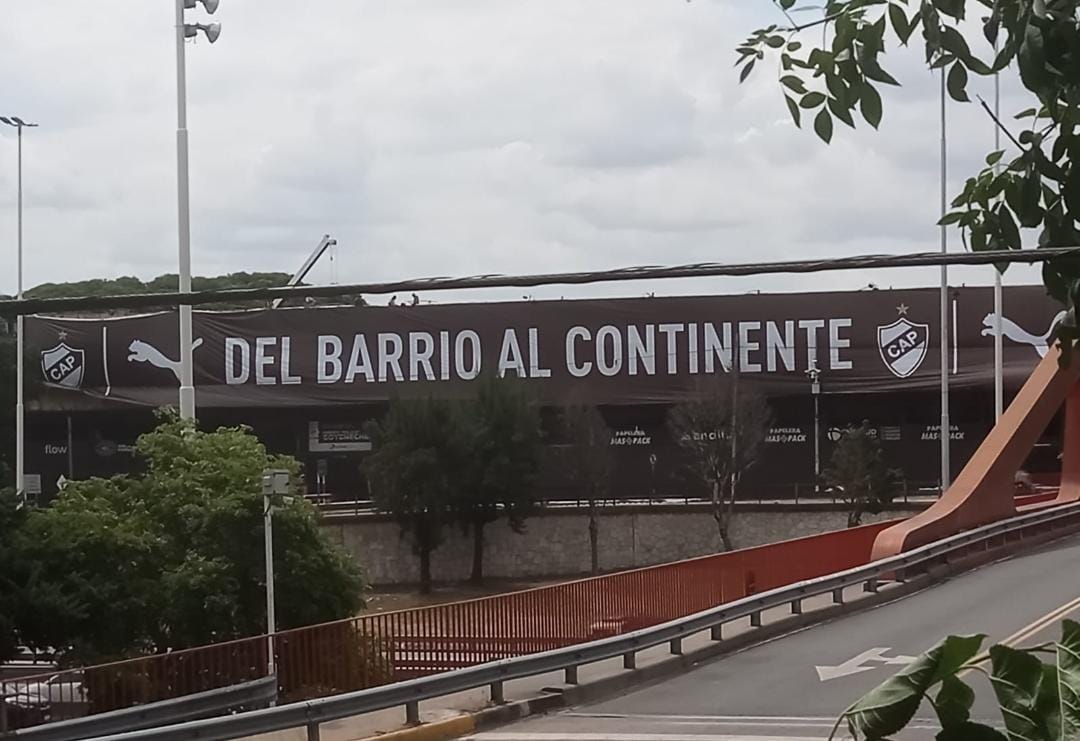 CAP
DEL BARRIO AL CONTINENTE
CAP
flow
PAPELERA
MAS PACK
PAPELERA
MAS PACK
PAPELERA
MAS PACK